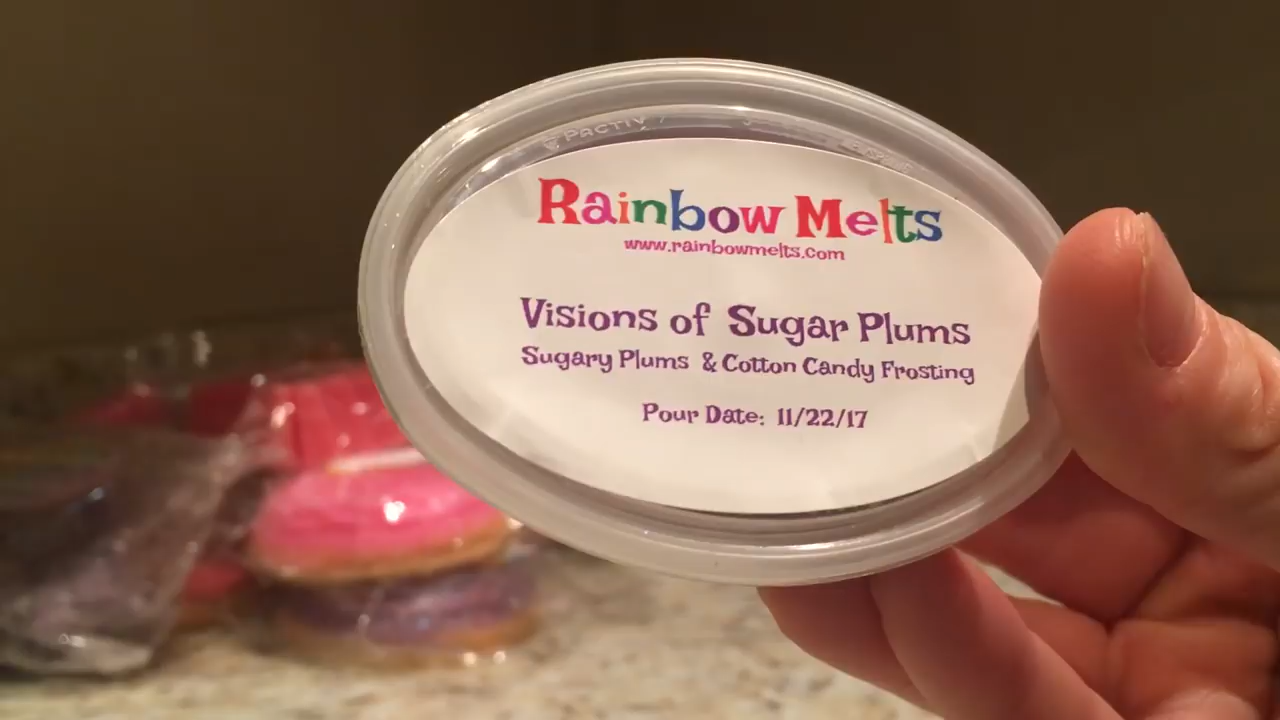 PACTIV
Rainbow Melts
www.rainbowmelts.com
Visions of Sugar Plums
Sugary Plums & Cotton Candy Frosting
Pour Date: 11/22/17